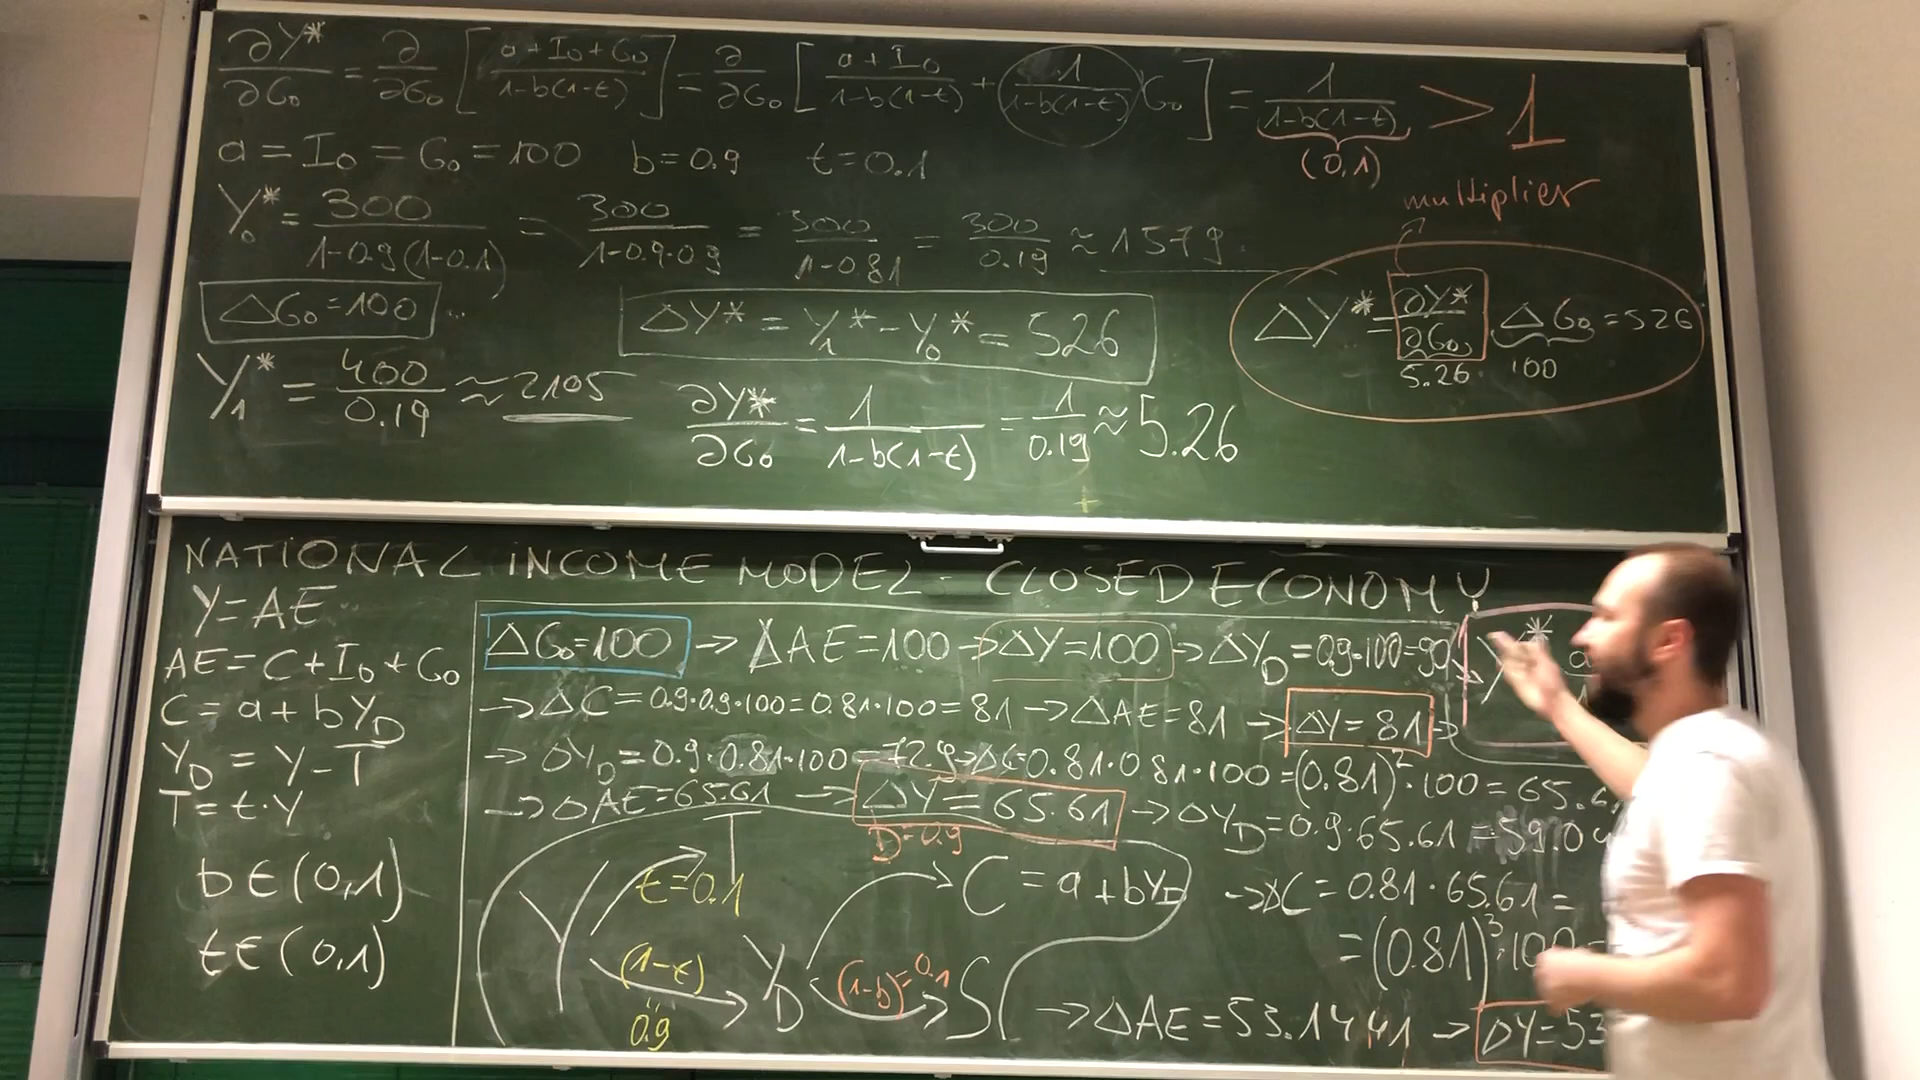 ∂Y*/∂G₀ = ∂/∂G₀ [ (a+I₀+G₀)/(1-b(1-t)) ] = ∂/∂G₀ [ (a+I₀)/(1-b(1-t)) + 1/(1-b(1-t)) G₀ ] = 1/(1-b(1-t)) > 1
(0,1)
a = I₀ = G₀ = 100 b=0.9 t=0.1
multiplier
Y₀* = 300/(1-0.9(1-0.1)) = 300/(1-0.9·0.9) = 300/(1-0.81) = 300/0.19 ≈ 1579
ΔG₀=100 ...
ΔY* = Y₁* - Y₀* = 526
ΔY* = ∂Y*/∂G₀ · ΔG₀ = 526
5.26 100
Y₁* = 400/0.19 ≈ 2105
∂Y*/∂G₀ = 1/(1-b(1-t)) = 1/0.19 ≈ 5.26
NATIONAL INCOME MODEL - CLOSED ECONOMY
Y=AE
AE=C+I₀+G₀
C=a+bY_D
Y_D=Y-T
T=t·Y
b∈(0,1)
t∈(0,1)
ΔG₀=100 → ΔAE=100 → ΔY=100 → ΔY_D=0.9·100=90
→ ΔC=0.9·0.9·100=0.81·100=81 → ΔAE=81 → ΔY=81 →
→ ΔY_D=0.9·0.81·100=72.9 → ΔC=0.81·0.81·100=(0.81)²·100=65.6
→ ΔAE=65.61 → ΔY=65.61 → ΔY_D=0.9·65.61=59.0
→ ΔC=0.81·65.61=
=(0.81)³·100
→ ΔAE=53.1441 → ΔY=53
Y*
a
Y
T
t=0.1
(1-t)
"
0.9
Y_D
b=0.9
C=a+bY_D
(1-b)=0.1
S